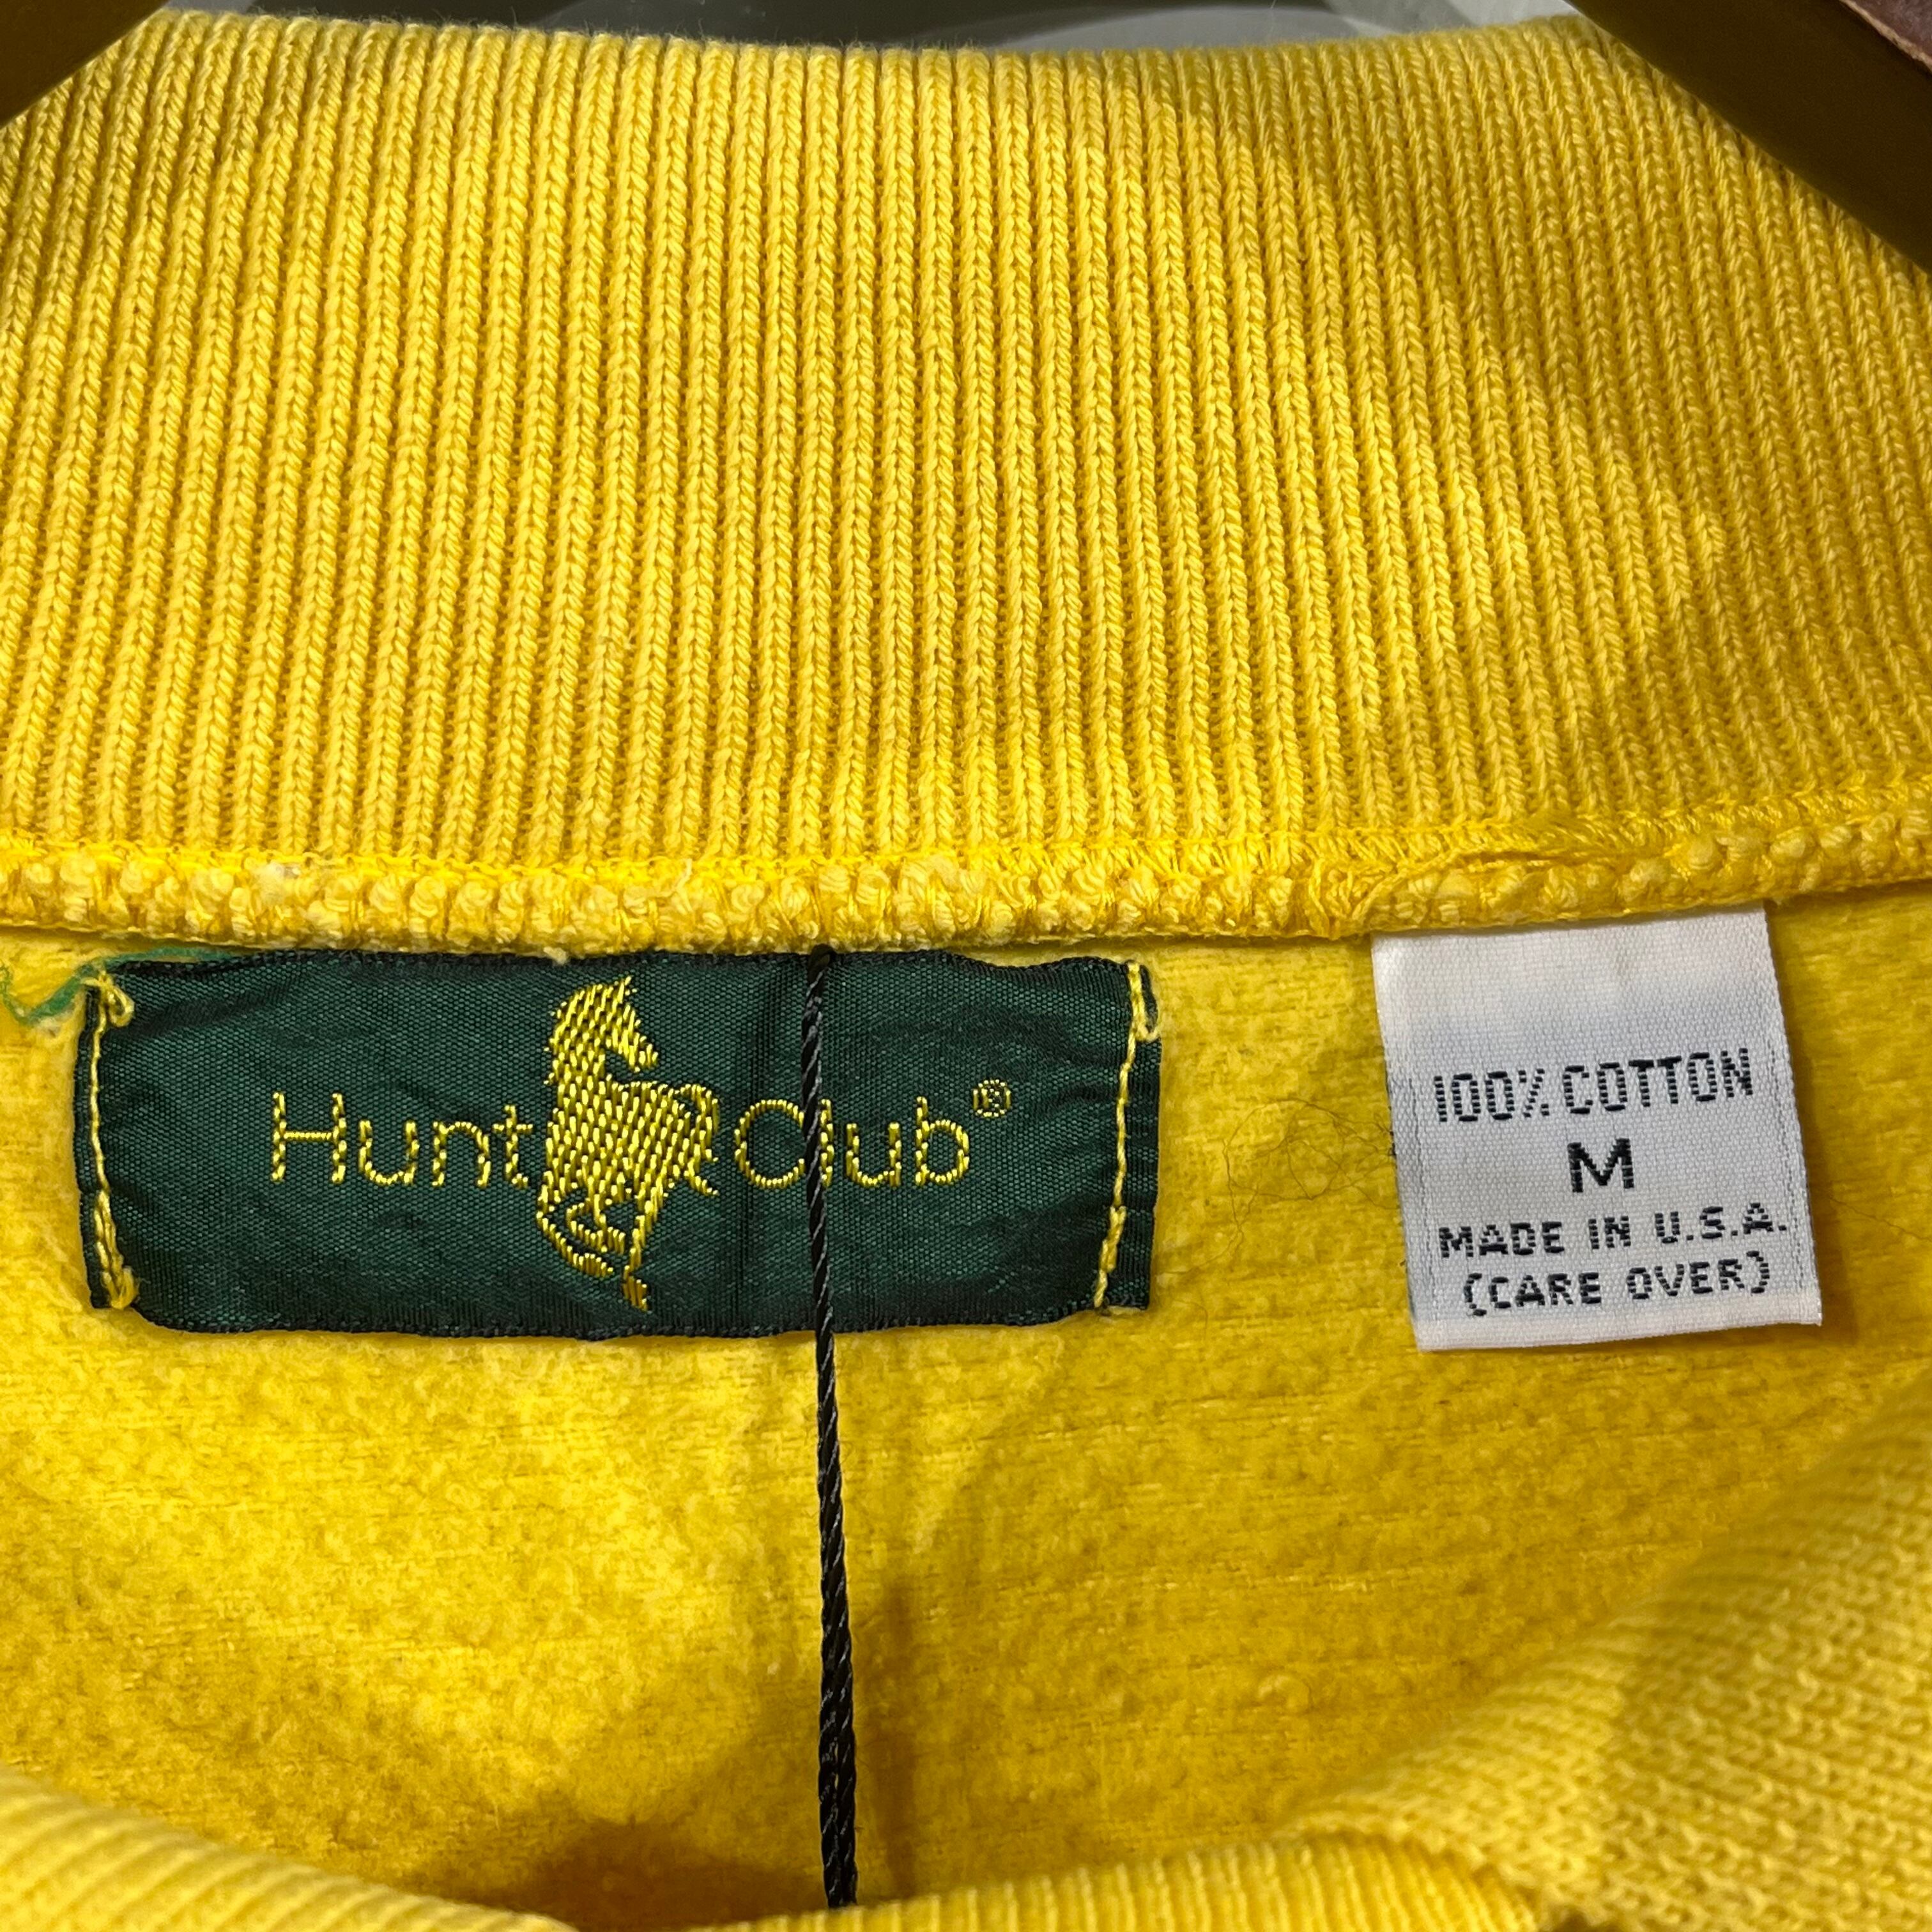 Hunt Club®
100% COTTON
M
MADE IN U.S.A.
(CARE OVER)